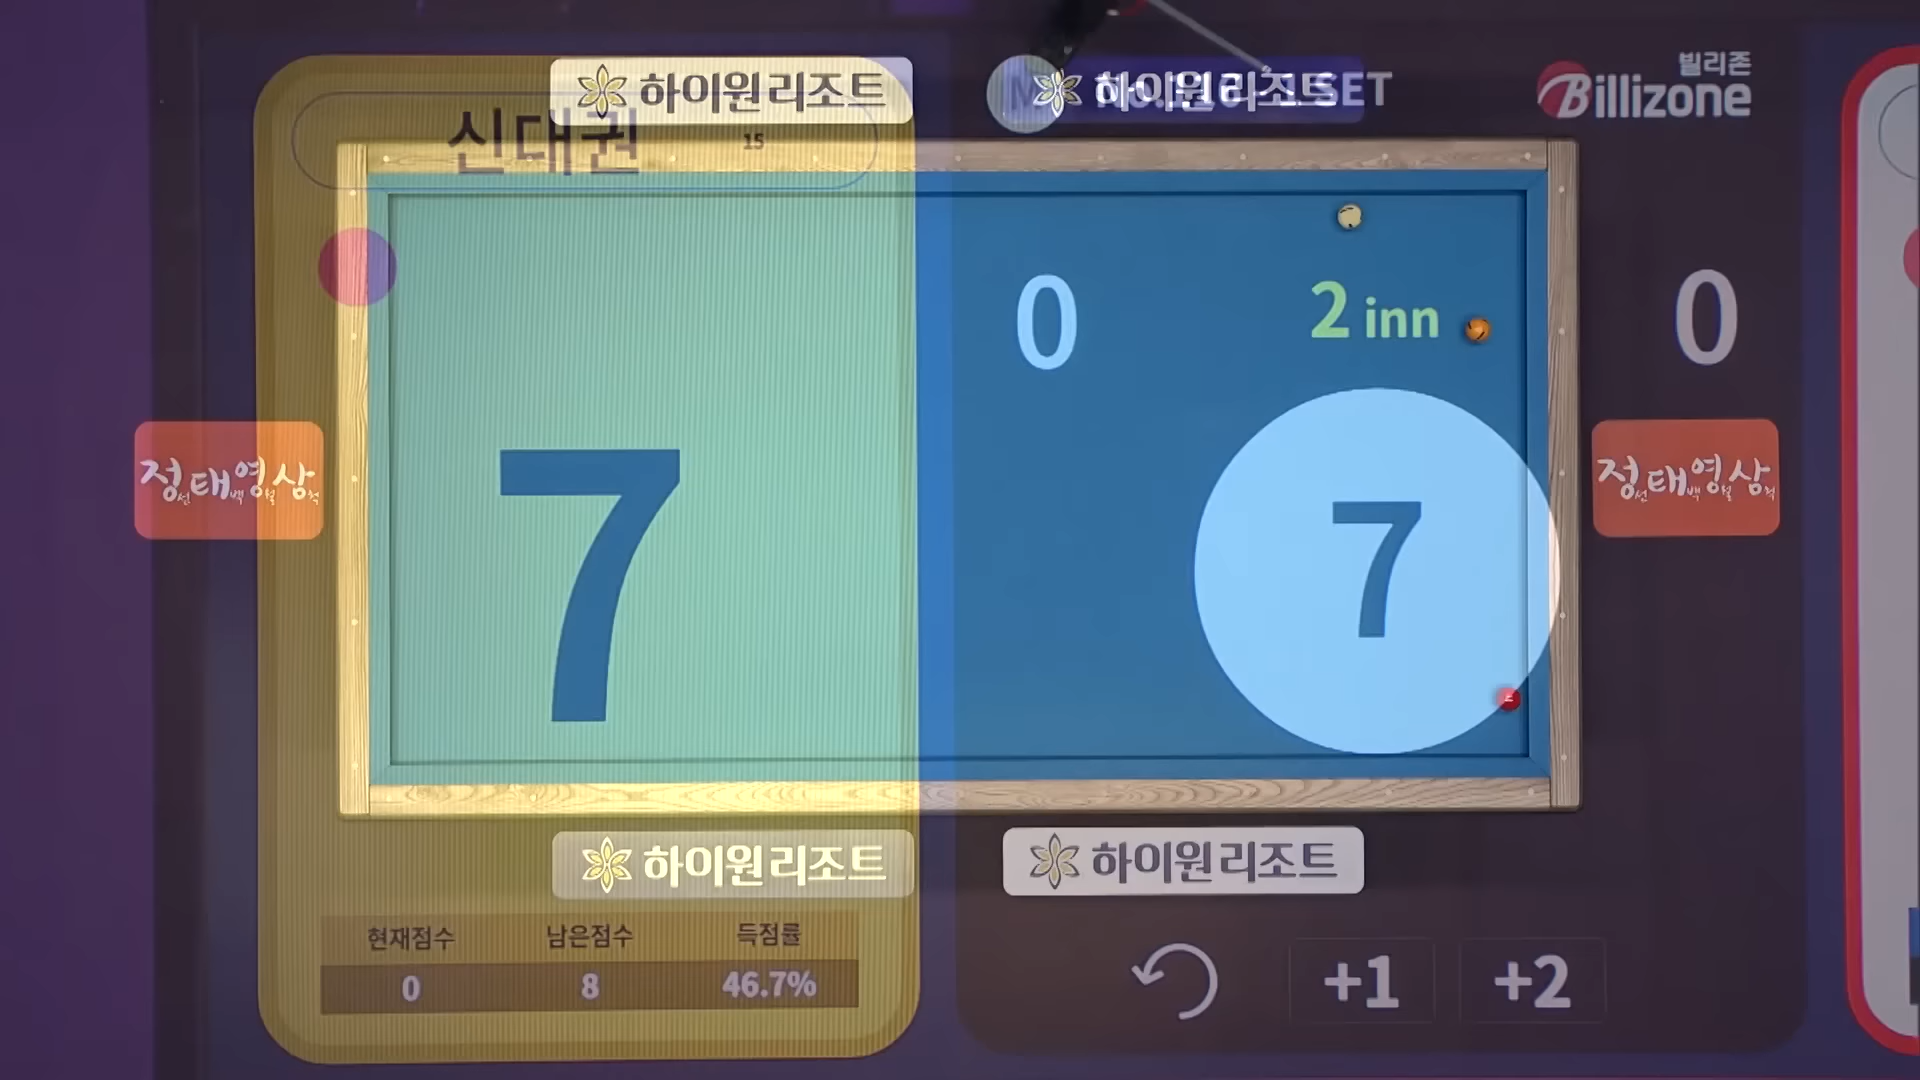 하이원리조트
하이원리조트
SET
빌리존
Billizone
신대권
15
0
2 inn
0
7
7
정태영삼
정태영삼
하이원리조트
하이원리조트
현재점수 남은점수 득점률
0 8 46.7%
+1 +2